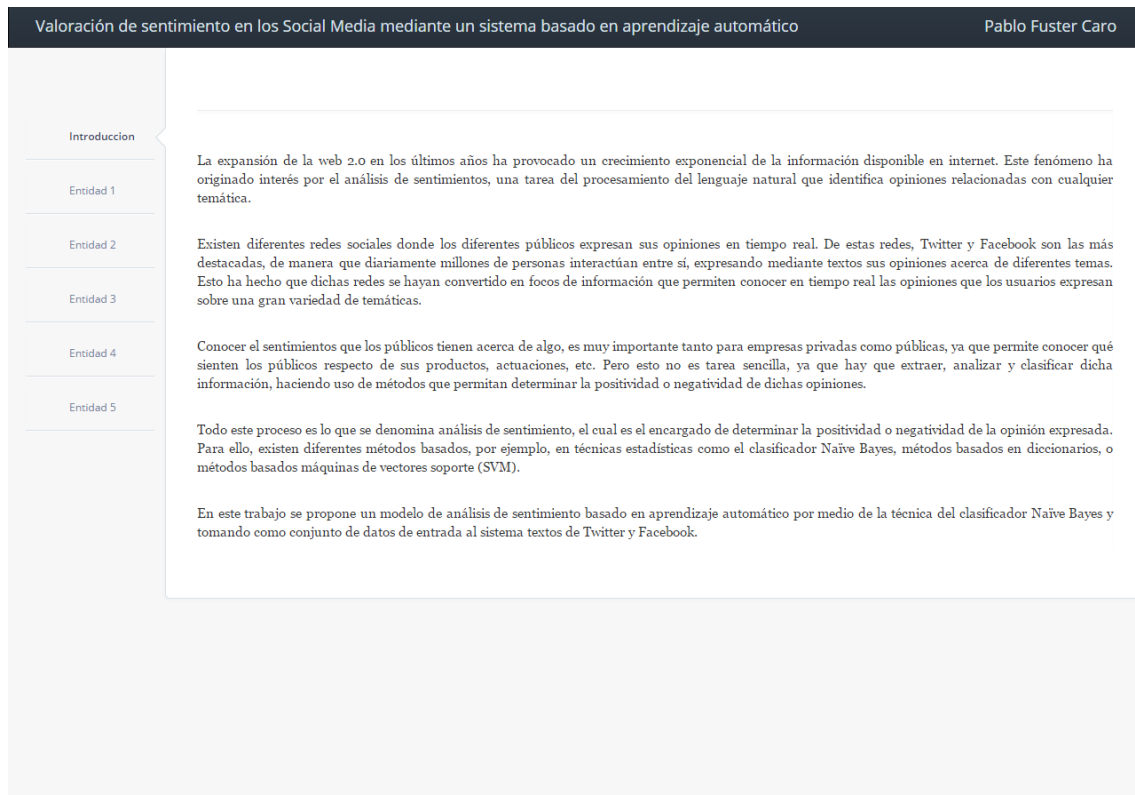 Valoración de sentimiento en los Social Media mediante un sistema basado en aprendizaje automático
Pablo Fuster Caro
Introduccion
Entidad 1
Entidad 2
Entidad 3
Entidad 4
Entidad 5
La expansión de la web 2.0 en los últimos años ha provocado un crecimiento exponencial de la información disponible en internet. Este fenómeno ha
originado interés por el análisis de sentimientos, una tarea del procesamiento del lenguaje natural que identifica opiniones relacionadas con cualquier
temática.
Existen diferentes redes sociales donde los diferentes públicos expresan sus opiniones en tiempo real. De estas redes, Twitter y Facebook son las más
destacadas, de manera que diariamente millones de personas interactúan entre sí, expresando mediante textos sus opiniones acerca de diferentes temas.
Esto ha hecho que dichas redes se hayan convertido en focos de información que permiten conocer en tiempo real las opiniones que los usuarios expresan
sobre una gran variedad de temáticas.
Conocer el sentimientos que los públicos tienen acerca de algo, es muy importante tanto para empresas privadas como públicas, ya que permite conocer qué
sienten los públicos respecto de sus productos, actuaciones, etc. Pero esto no es tarea sencilla, ya que hay que extraer, analizar y clasificar dicha
información, haciendo uso de métodos que permitan determinar la positividad o negatividad de dichas opiniones.
Todo este proceso es lo que se denomina análisis de sentimiento, el cual es el encargado de determinar la positividad o negatividad de la opinión expresada.
Para ello, existen diferentes métodos basados, por ejemplo, en técnicas estadísticas como el clasificador Naïve Bayes, métodos basados en diccionarios, o
métodos basados máquinas de vectores soporte (SVM).
En este trabajo se propone un modelo de análisis de sentimiento basado en aprendizaje automático por medio de la técnica del clasificador Naïve Bayes y
tomando como conjunto de datos de entrada al sistema textos de Twitter y Facebook.